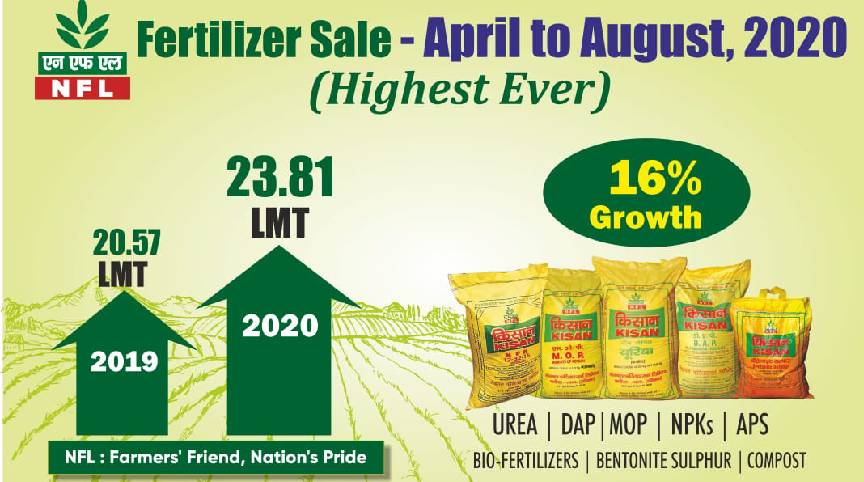 एन एफ एल
NFL
Fertilizer Sale - April to August, 2020
(Highest Ever)
23.81
LMT
20.57
LMT
2019
2020
16%
Growth
किसान
KISAN
किसान
KISAN
M. O. P.
किसान
KISAN
यूरिया
किसान
KISAN
D. A. P.
किसान
KISAN
UREA | DAP | MOP | NPKs | APS
BIO-FERTILIZERS | BENTONITE SULPHUR | COMPOST
NFL : Farmers' Friend, Nation's Pride